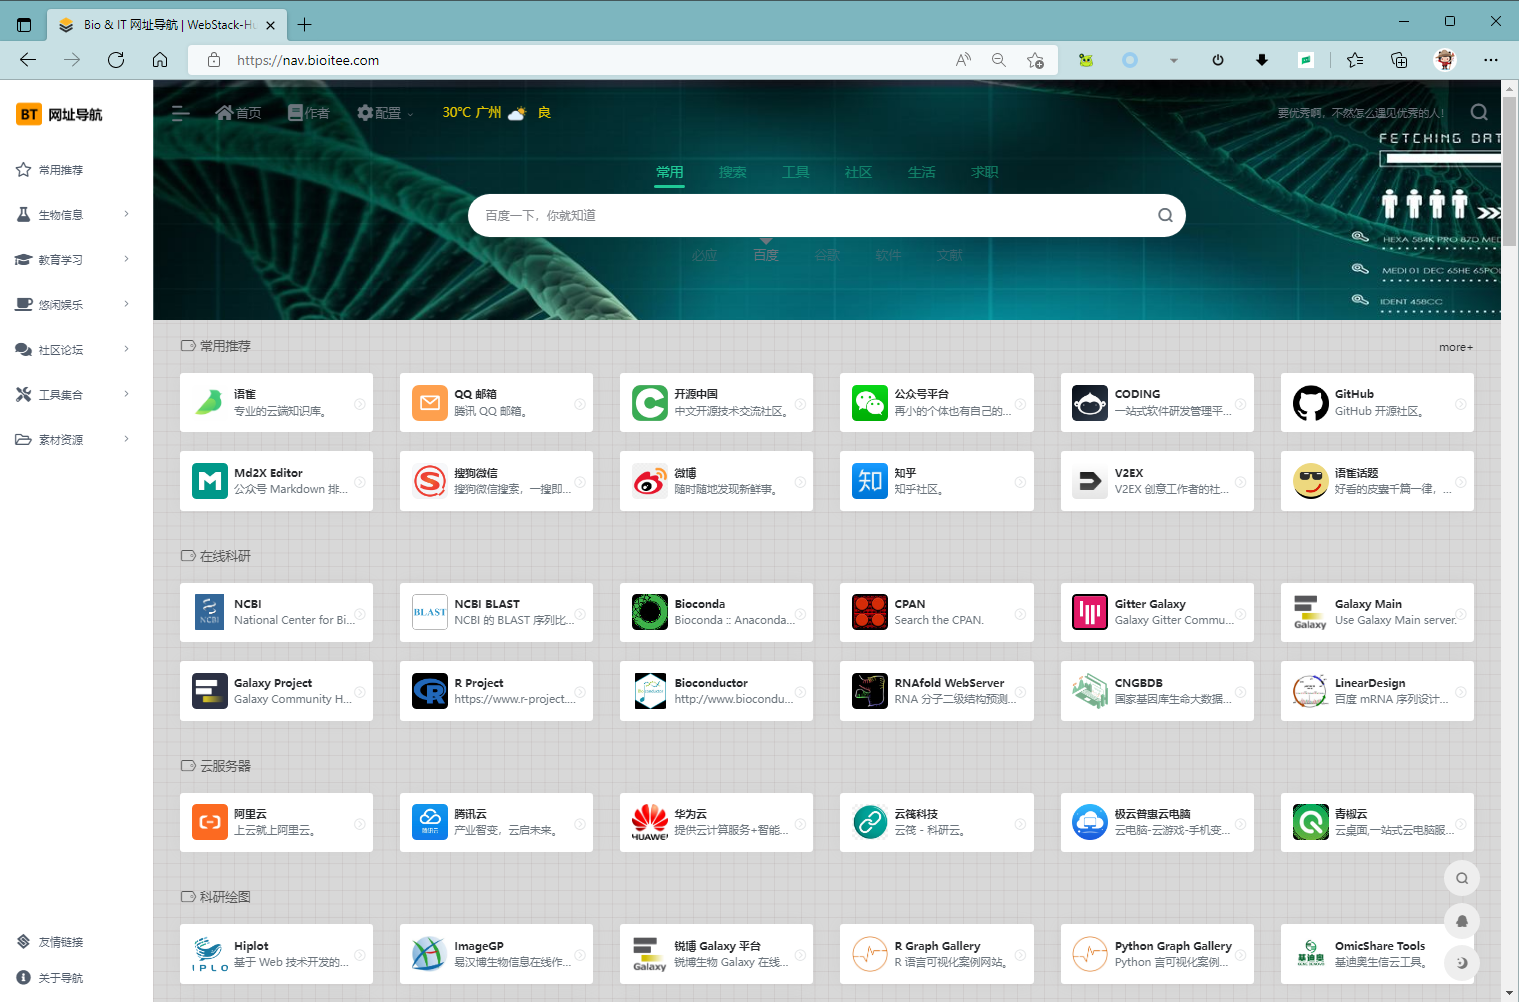 Bio & IT 网址导航 | WebStack-Hu
https://nav.bioitee.com
BT 网址导航
首页
作者
配置
30°C 广州 良
要优秀啊，不然怎么遇见优秀的人！
FETCHING DAT
常用推荐
生物信息
教育学习
悠闲娱乐
社区论坛
工具集合
素材资源
友情链接
关于导航
常用 搜索 工具 社区 生活 求职
百度一下，你就知道
必应 百度 谷歌 软件 文献
HEXA 584K PRO 87D MED
MEDI 01 DEC 65HE 65POL
IDENT 458CC
常用推荐
more+
语雀
专业的云端知识库。
QQ 邮箱
腾讯 QQ 邮箱。
开源中国
中文开源技术交流社区。
公众号平台
再小的个体也有自己的...
CODING
一站式软件研发管理平...
GitHub
GitHub 开源社区。
Md2X Editor
公众号 Markdown 排...
搜狗微信
搜狗微信搜索，一搜即...
微博
随时随地发现新鲜事。
知
知乎
知乎社区。
V2EX
V2EX 创意工作者的社...
语雀话题
好看的皮囊千篇一律，...
在线科研
NCBI
NCBI
National Center for Bi...
BLAST
NCBI BLAST
NCBI 的 BLAST 序列比...
Bioconda
Bioconda :: Anaconda...
CPAN
Search the CPAN.
Gitter Galaxy
Galaxy Gitter Commu...
Galaxy
Galaxy Main
Use Galaxy Main server.
Galaxy Project
Galaxy Community H...
R Project
https://www.r-project....
Bioconductor
http://www.biocondu...
RNAfold WebServer
RNA 分子二级结构预测...
CNGBDB
国家基因库生命大数据...
LinearDesign
百度 mRNA 序列设计...
云服务器
阿里云
上云就上阿里云。
腾讯云
腾讯云
产业智变，云启未来。
HUAWEI
华为云
提供云计算服务+智能...
云筏科技
云筏 - 科研云。
极云普惠云电脑
云电脑-云游戏-手机变...
青椒云
云桌面,一站式云电脑服...
科研绘图
IPLO
Hiplot
基于 Web 技术开发的...
ImageGP
易汉博生物信息在线作...
Galaxy
锐博 Galaxy 平台
锐博生物 Galaxy 在线...
R Graph Gallery
R 语言可视化案例网站。
Python Graph Gallery
Python 言可视化案例...
基迪奥
OmicShare Tools
基迪奥生信云工具。